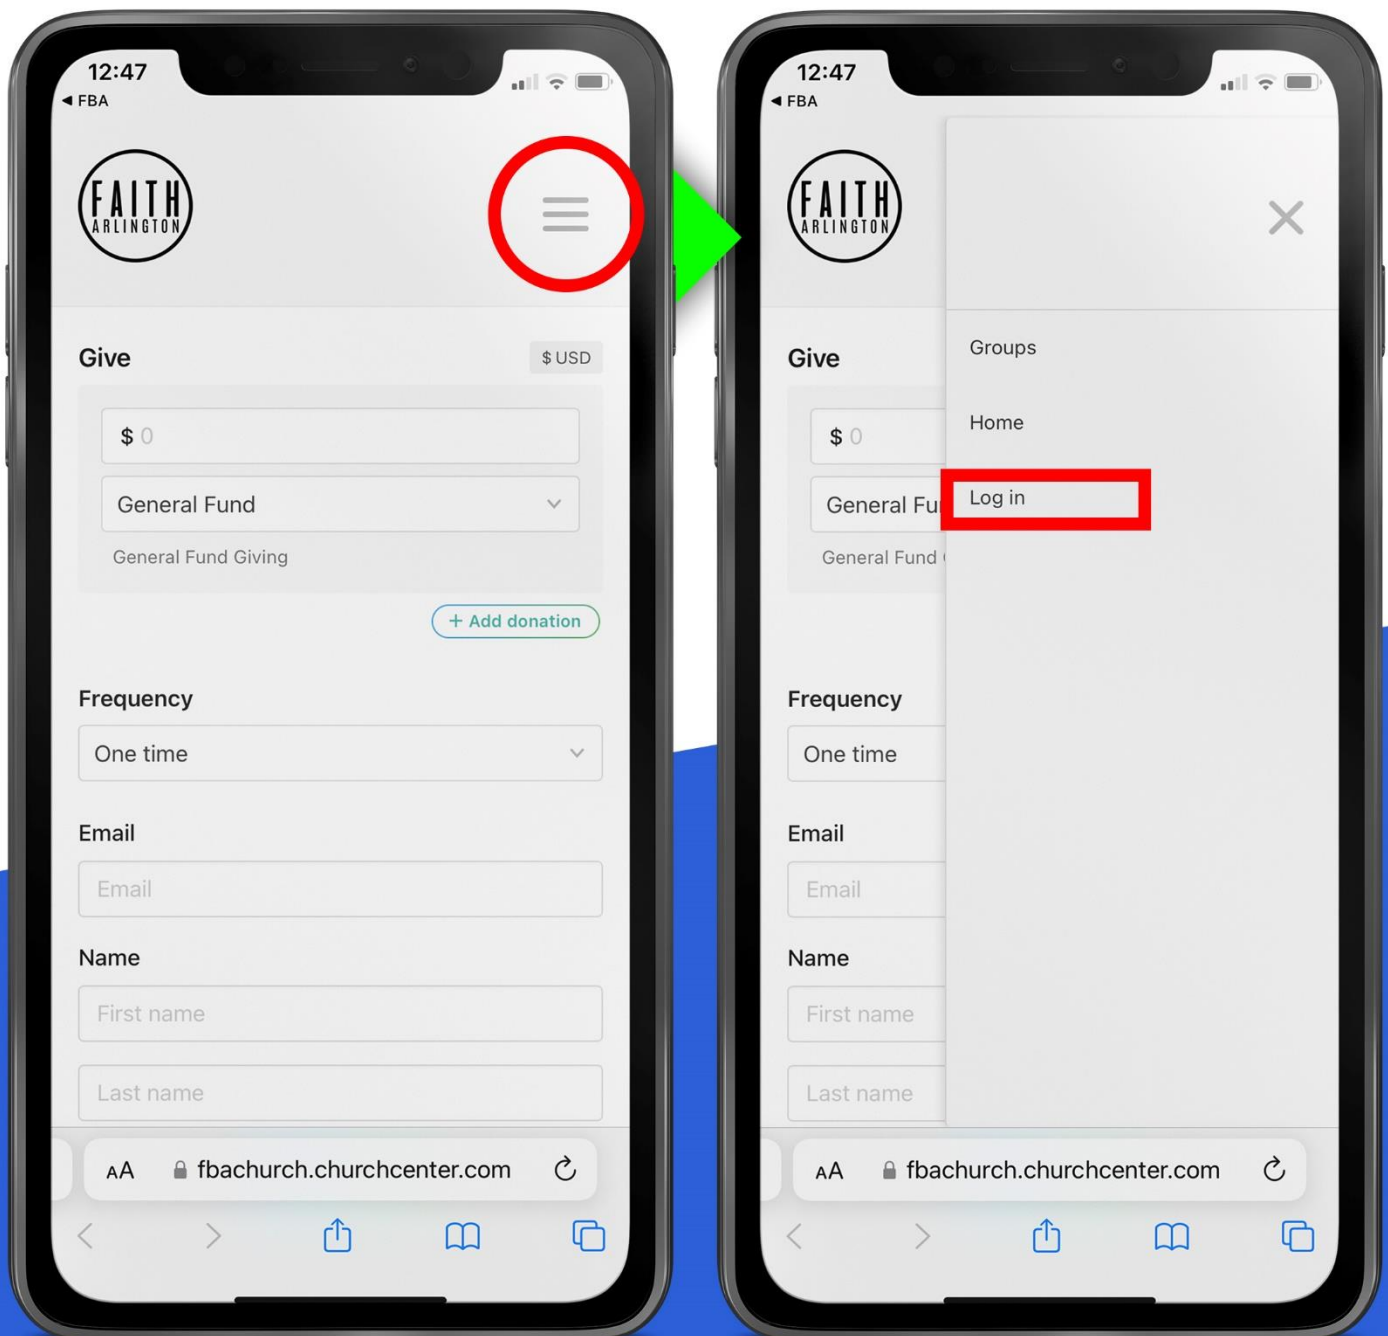 12:47
◀ FBA
FAITH
ARLINGTON
Give
$ USD
$ 0
General Fund
General Fund Giving
+ Add donation
Frequency
One time
Email
Email
Name
First name
Last name
AA
fbachurch.churchcenter.com
12:47
◀ FBA
FAITH
ARLINGTON
Groups
Give
Home
$ 0
Log in
General Fu
General Fund
Frequency
One time
Email
Email
Name
First name
Last name
AA
fbachurch.churchcenter.com